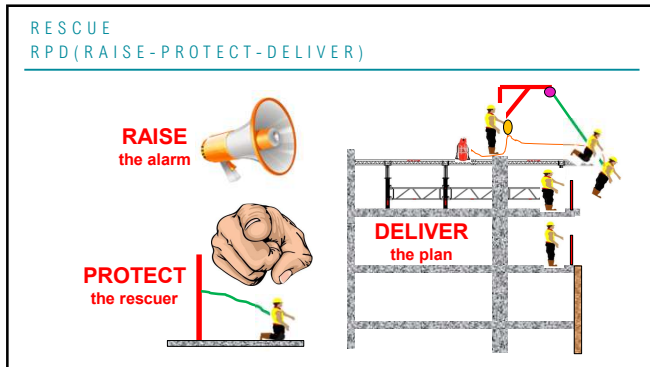 RESCUE
RPD(RAISE-PROTECT-DELIVER)
RAISE
the alarm
PROTECT
the rescuer
DELIVER
the plan